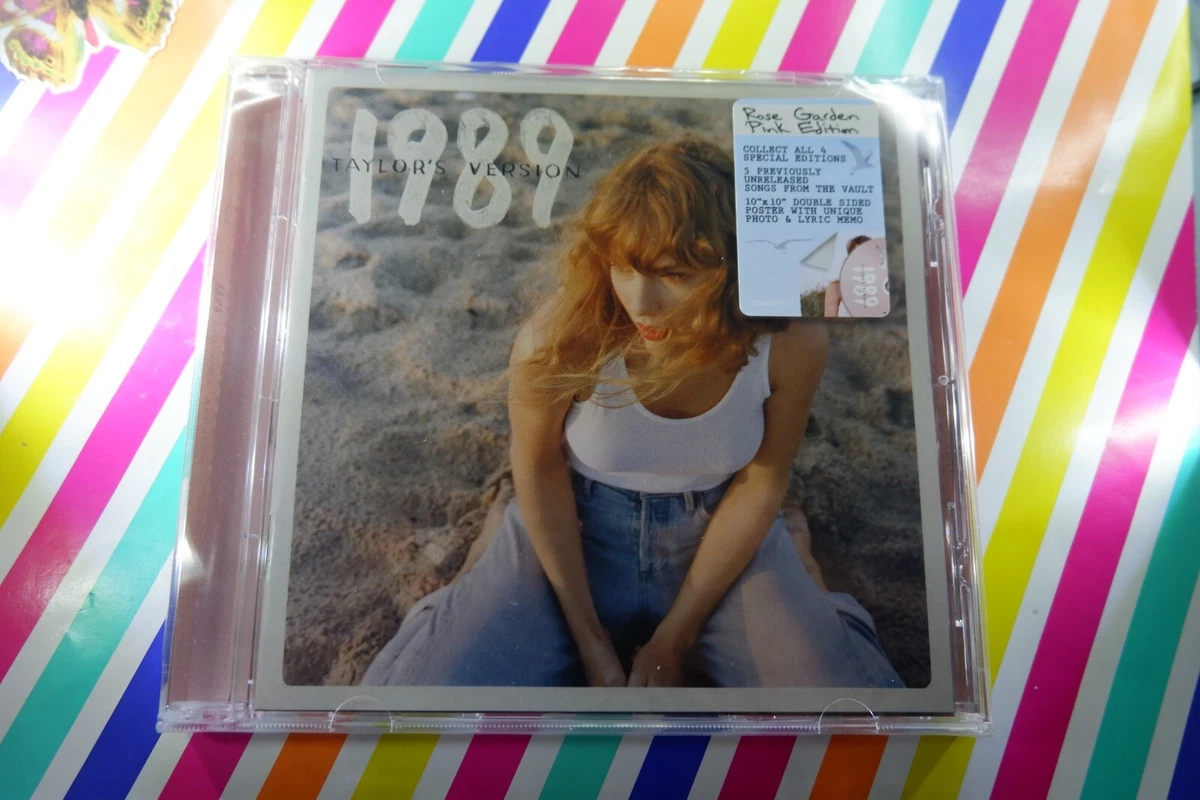 1989
TAYLOR'S VERSION
Rose Garden
Pink Edition
COLLECT ALL 4
SPECIAL EDITIONS
5 PREVIOUSLY
UNRELEASED
SONGS FROM THE VAULT
10"x10" DOUBLE SIDED
POSTER WITH UNIQUE
PHOTO & LYRIC MEMO
1989